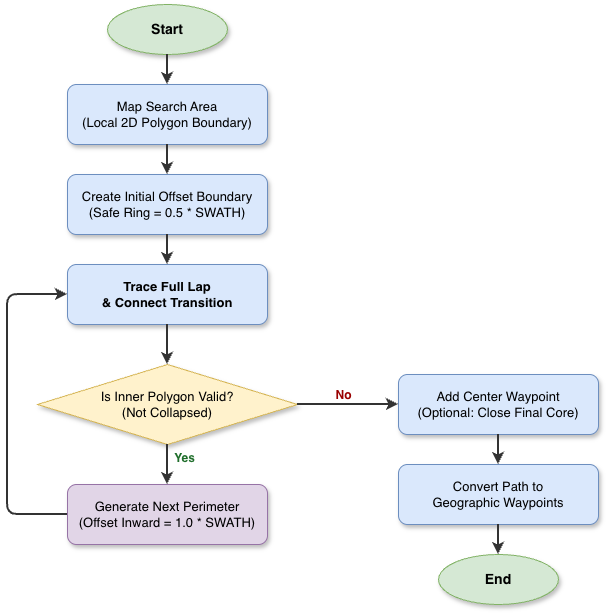 Start
Map Search Area
(Local 2D Polygon Boundary)
Create Initial Offset Boundary
(Safe Ring = 0.5 * SWATH)
Trace Full Lap
& Connect Transition
Is Inner Polygon Valid?
(Not Collapsed)
No
Yes
Generate Next Perimeter
(Offset Inward = 1.0 * SWATH)
Add Center Waypoint
(Optional: Close Final Core)
Convert Path to
Geographic Waypoints
End